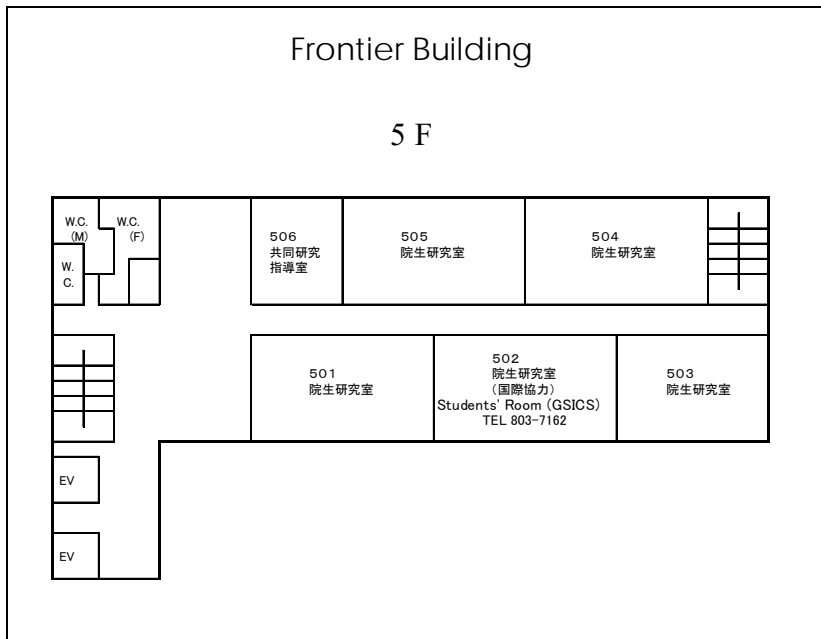 Frontier Building
5 F
W.C.
(M)
W.C.
(F)
W.
C.
506
共同研究
指導室
505
院生研究室
504
院生研究室
501
院生研究室
502
院生研究室
(国際協力)
Students' Room (GSICS)
TEL 803-7162
503
院生研究室
EV
EV